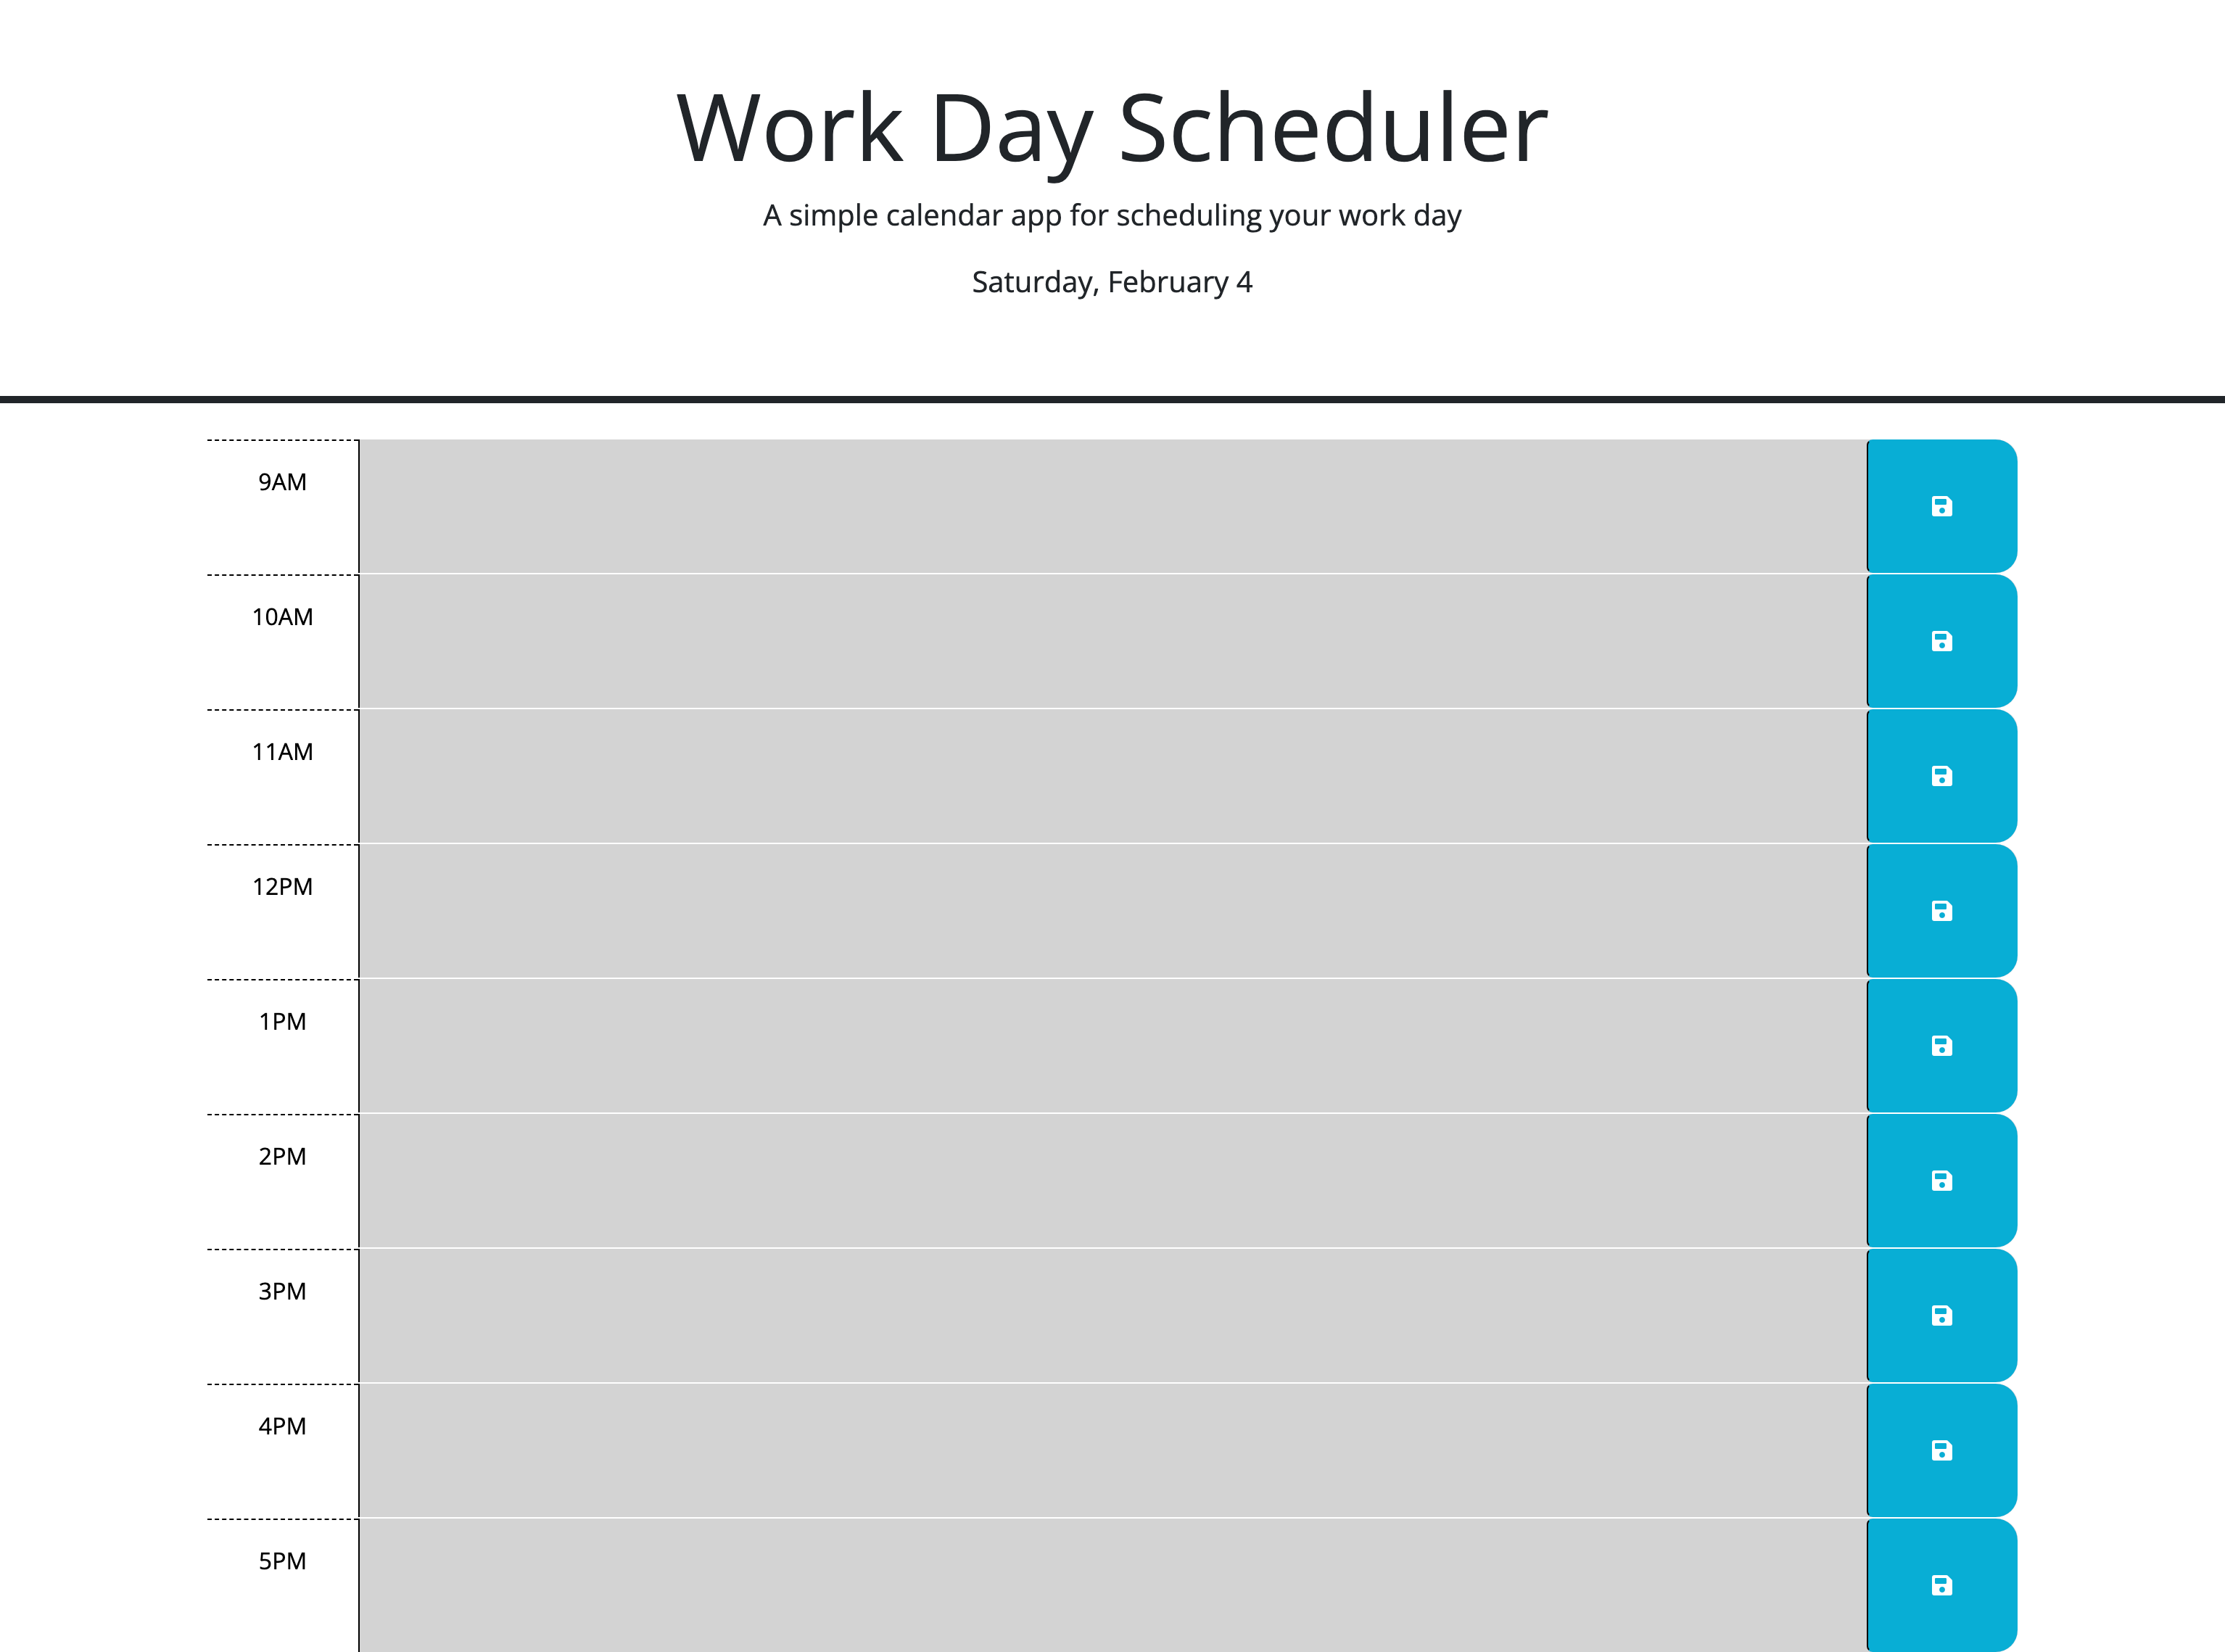 Work Day Scheduler
A simple calendar app for scheduling your work day
Saturday, February 4
9AM
10AM
11AM
12PM
1PM
2PM
3PM
4PM
5PM